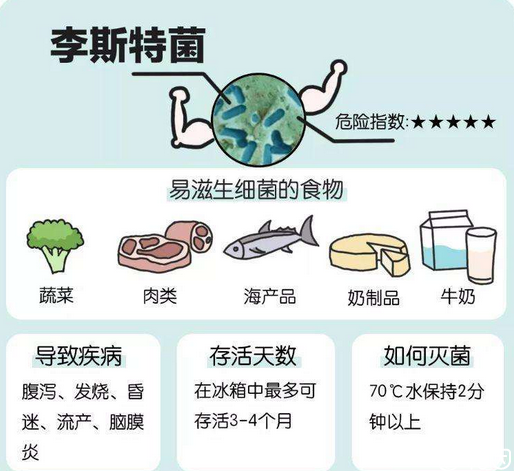 李斯特菌
危险指数:★★★★★
易滋生细菌的食物
蔬菜
肉类
海产品
奶制品
牛奶
导致疾病
腹泻、发烧、昏
迷、流产、脑膜
炎
存活天数
在冰箱中最多可
存活3-4个月
如何灭菌
70℃水保持2分
钟以上